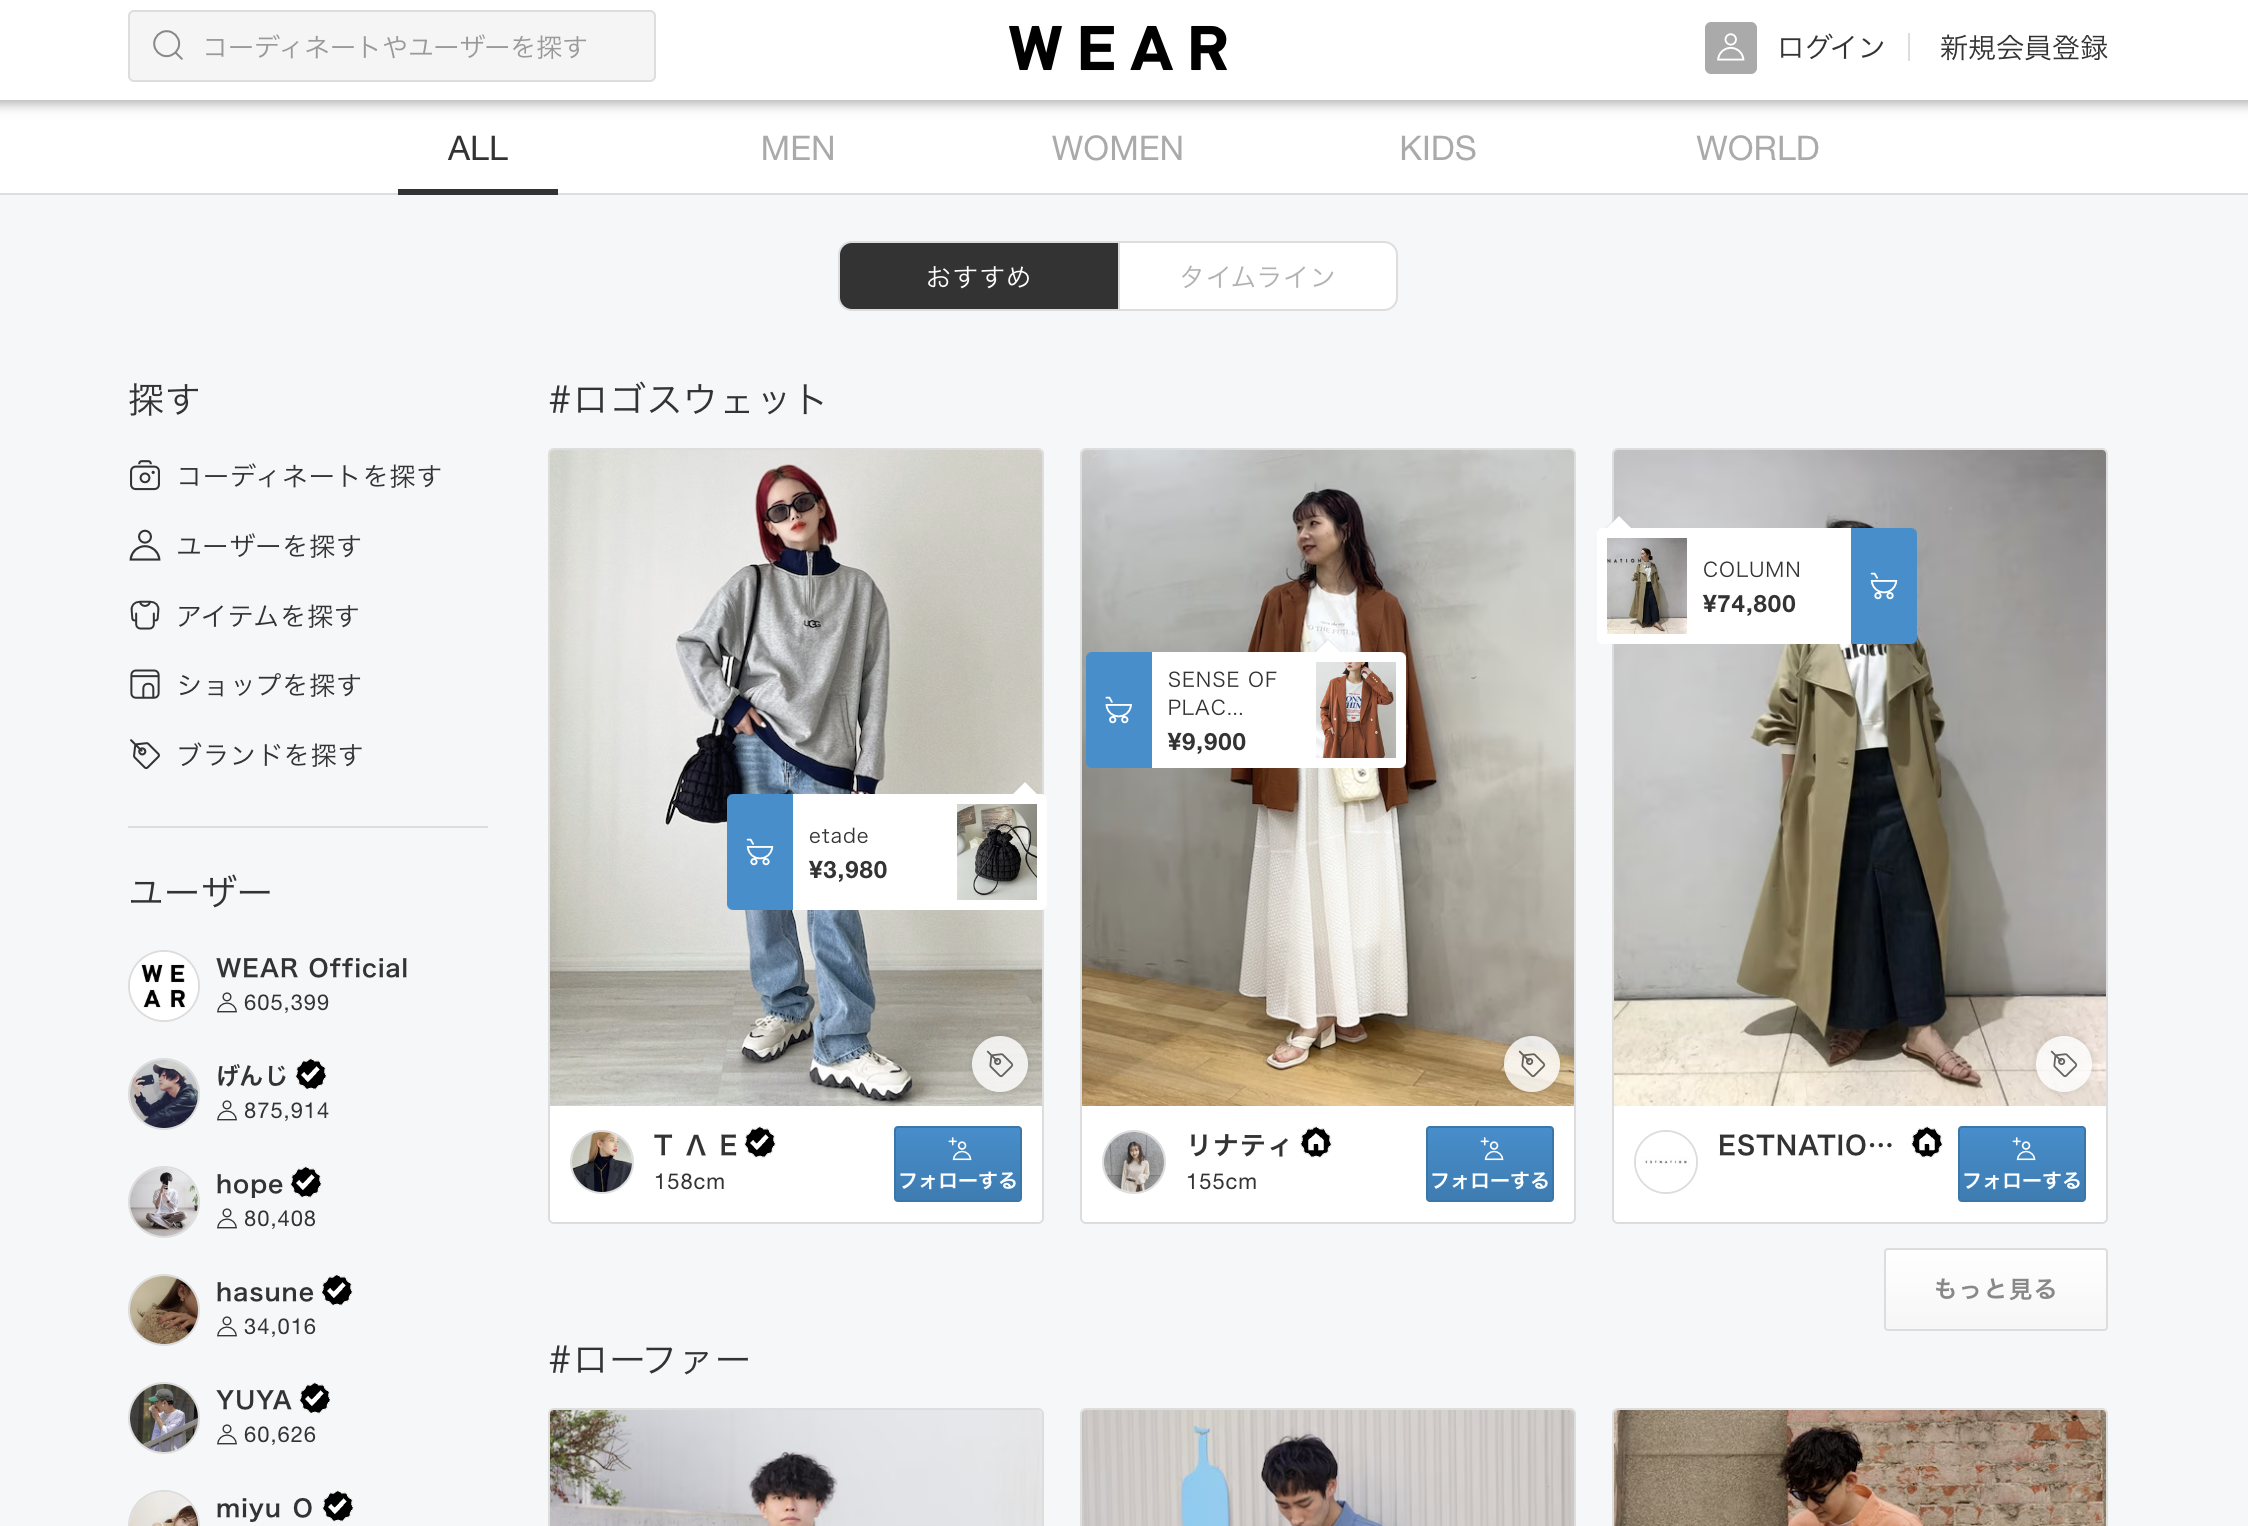 コーディネートやユーザーを探す
WEAR
ログイン
新規会員登録
ALL
MEN
WOMEN
KIDS
WORLD
おすすめ
タイムライン
探す
コーディネートを探す
ユーザーを探す
アイテムを探す
ショップを探す
ブランドを探す
ユーザー
WE
AR
WEAR Official
605,399
げんじ
875,914
hope
80,408
hasune
34,016
YUYA
60,626
miyu O
#ロゴスウェット
UGG
etade
¥3,980
T Λ E
158cm
フォローする
SENSE OF
PLAC...
¥9,900
リナティ
155cm
フォローする
COLUMN
¥74,800
ESTNATIO…
フォローする
もっと見る
#ローファー